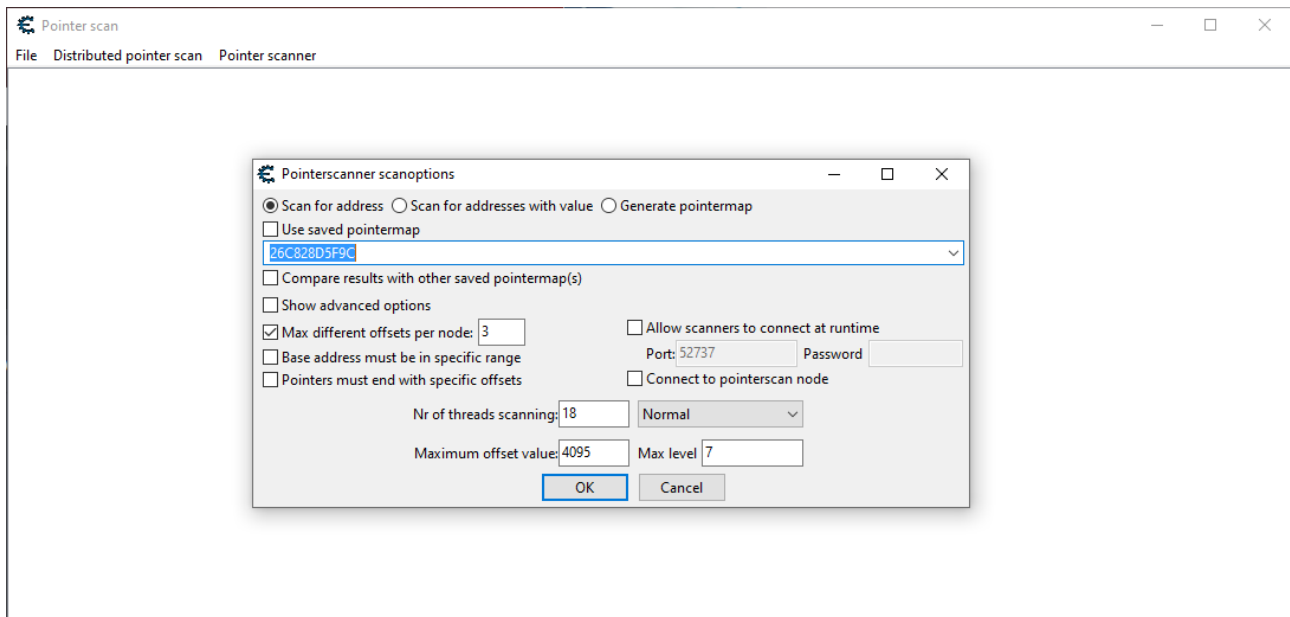 Pointer scan
File Distributed pointer scan Pointer scanner
Pointerscanner scanoptions
Scan for address Scan for addresses with value Generate pointermap
Use saved pointermap
26C828D5F9C
Compare results with other saved pointermap(s)
Show advanced options
Max different offsets per node: 3 Allow scanners to connect at runtime
Port: 52737 Password
Base address must be in specific range
Pointers must end with specific offsets Connect to pointerscan node
Nr of threads scanning: 18 Normal
Maximum offset value: 4095 Max level 7
OK Cancel